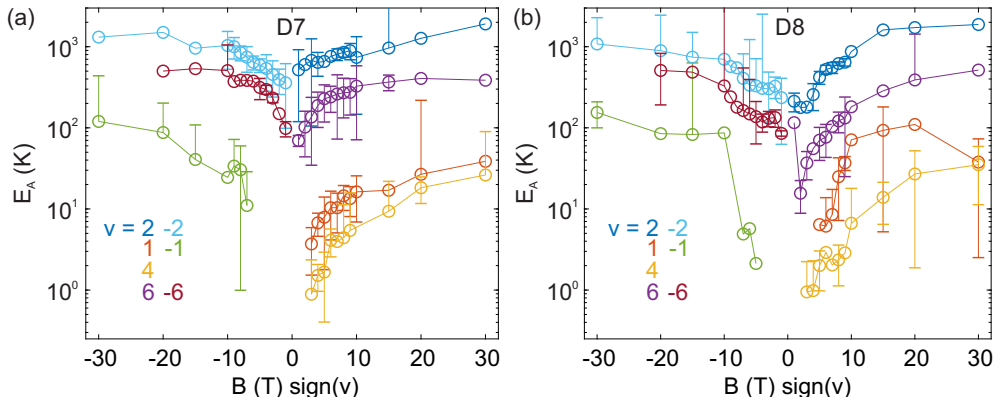 (a)
D7
E_A (K)
10³
10²
10¹
10⁰
ν = 2 -2
1 -1
4
6 -6
-30 -20 -10 0 10 20 30
B (T) sign(ν)
(b)
D8
E_A (K)
10³
10²
10¹
10⁰
ν = 2 -2
1 -1
4
6 -6
-30 -20 -10 0 10 20 30
B (T) sign(ν)